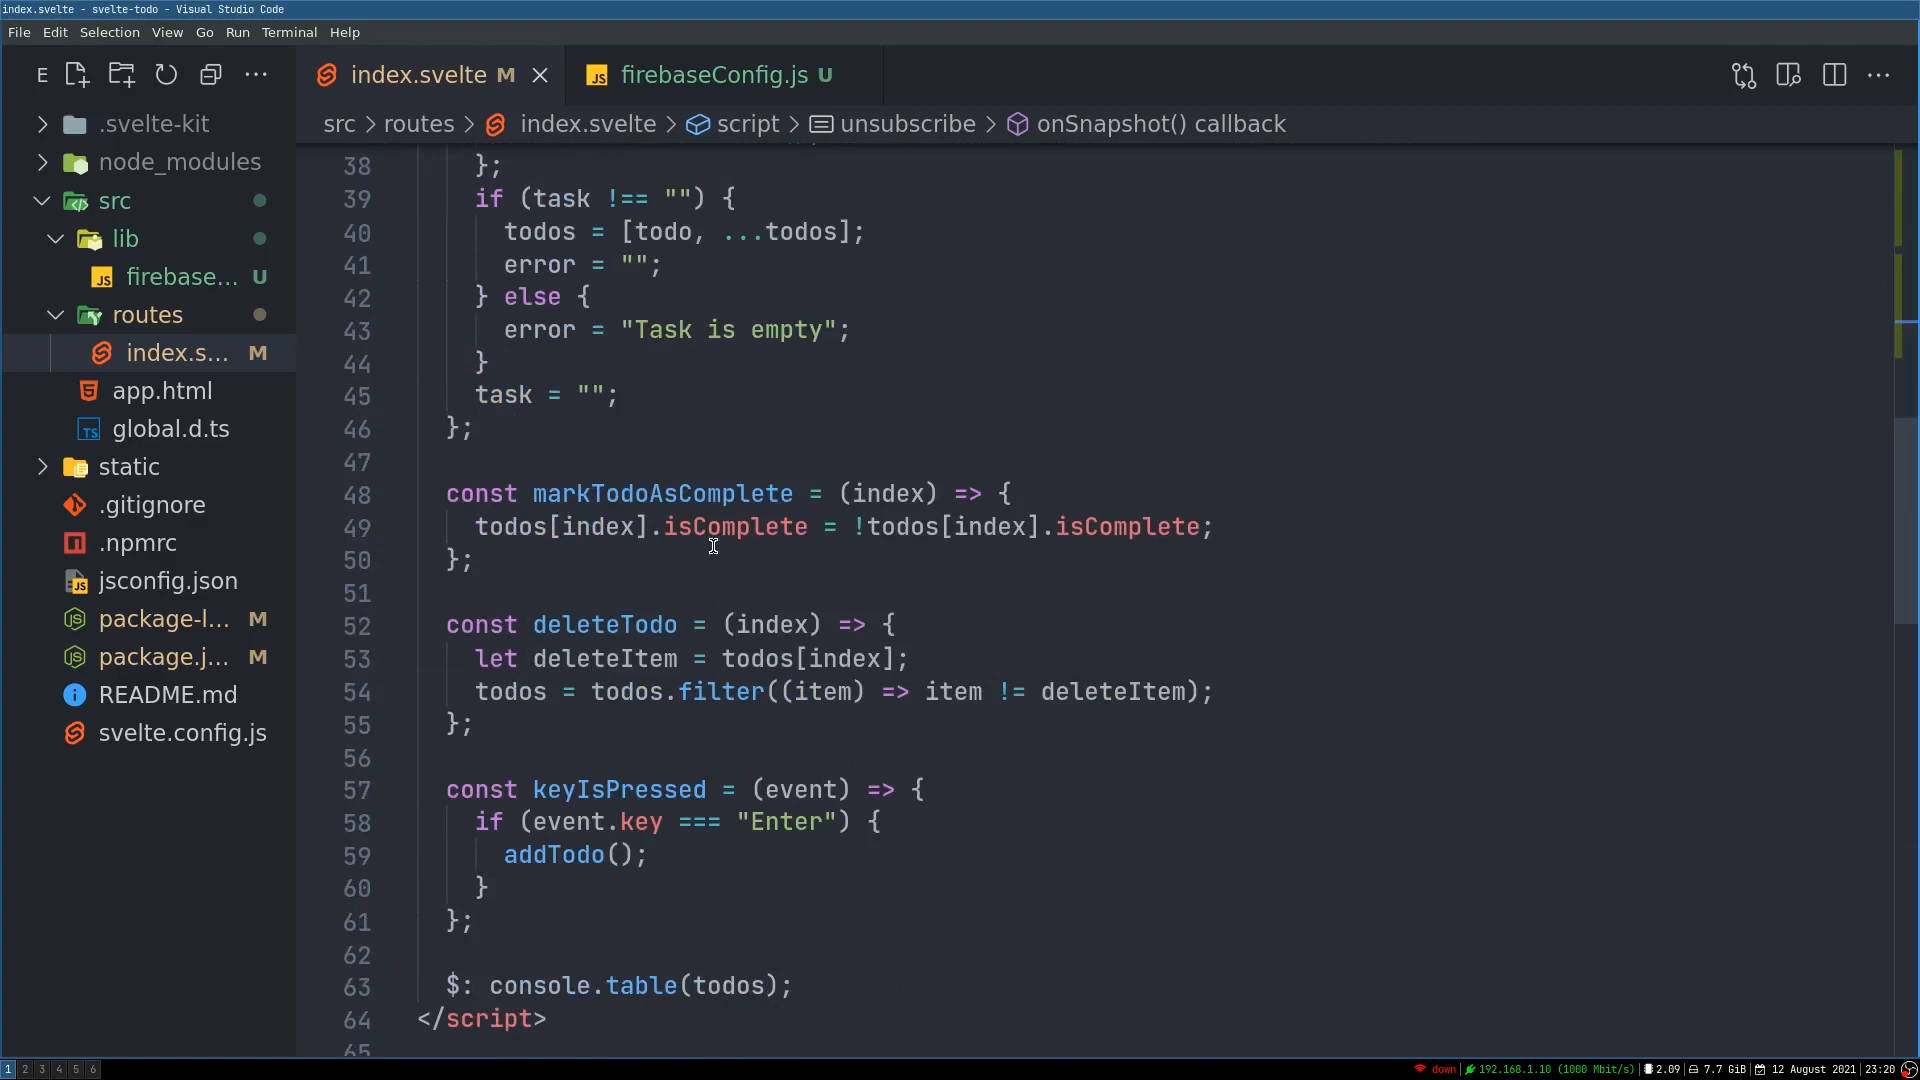 index.svelte - svelte-todo - Visual Studio Code
File Edit Selection View Go Run Terminal Help
E
index.svelte M
firebaseConfig.js U
src > routes > index.svelte > script > unsubscribe > onSnapshot() callback
.svelte-kit
node_modules
src
lib
firebase... U
routes
index.s... M
app.html
TS global.d.ts
static
.gitignore
.npmrc
JS jsconfig.json
package-l... M
package.j... M
README.md
svelte.config.js
38 };
39 if (task !== "") {
40 todos = [todo, ...todos];
41 error = "";
42 } else {
43 error = "Task is empty";
44 }
45 task = "";
46 };
47
48 const markTodoAsComplete = (index) => {
49 todos[index].isComplete = !todos[index].isComplete;
50 };
51
52 const deleteTodo = (index) => {
53 let deleteItem = todos[index];
54 todos = todos.filter((item) => item != deleteItem);
55 };
56
57 const keyIsPressed = (event) => {
58 if (event.key === "Enter") {
59 addTodo();
60 }
61 };
62
63 $: console.table(todos);
64 </script>
65
1 2 3 4 5 6
down 192.168.1.10 (1000 Mbit/s) 2.09 7.7 GiB 12 August 2021 23:20